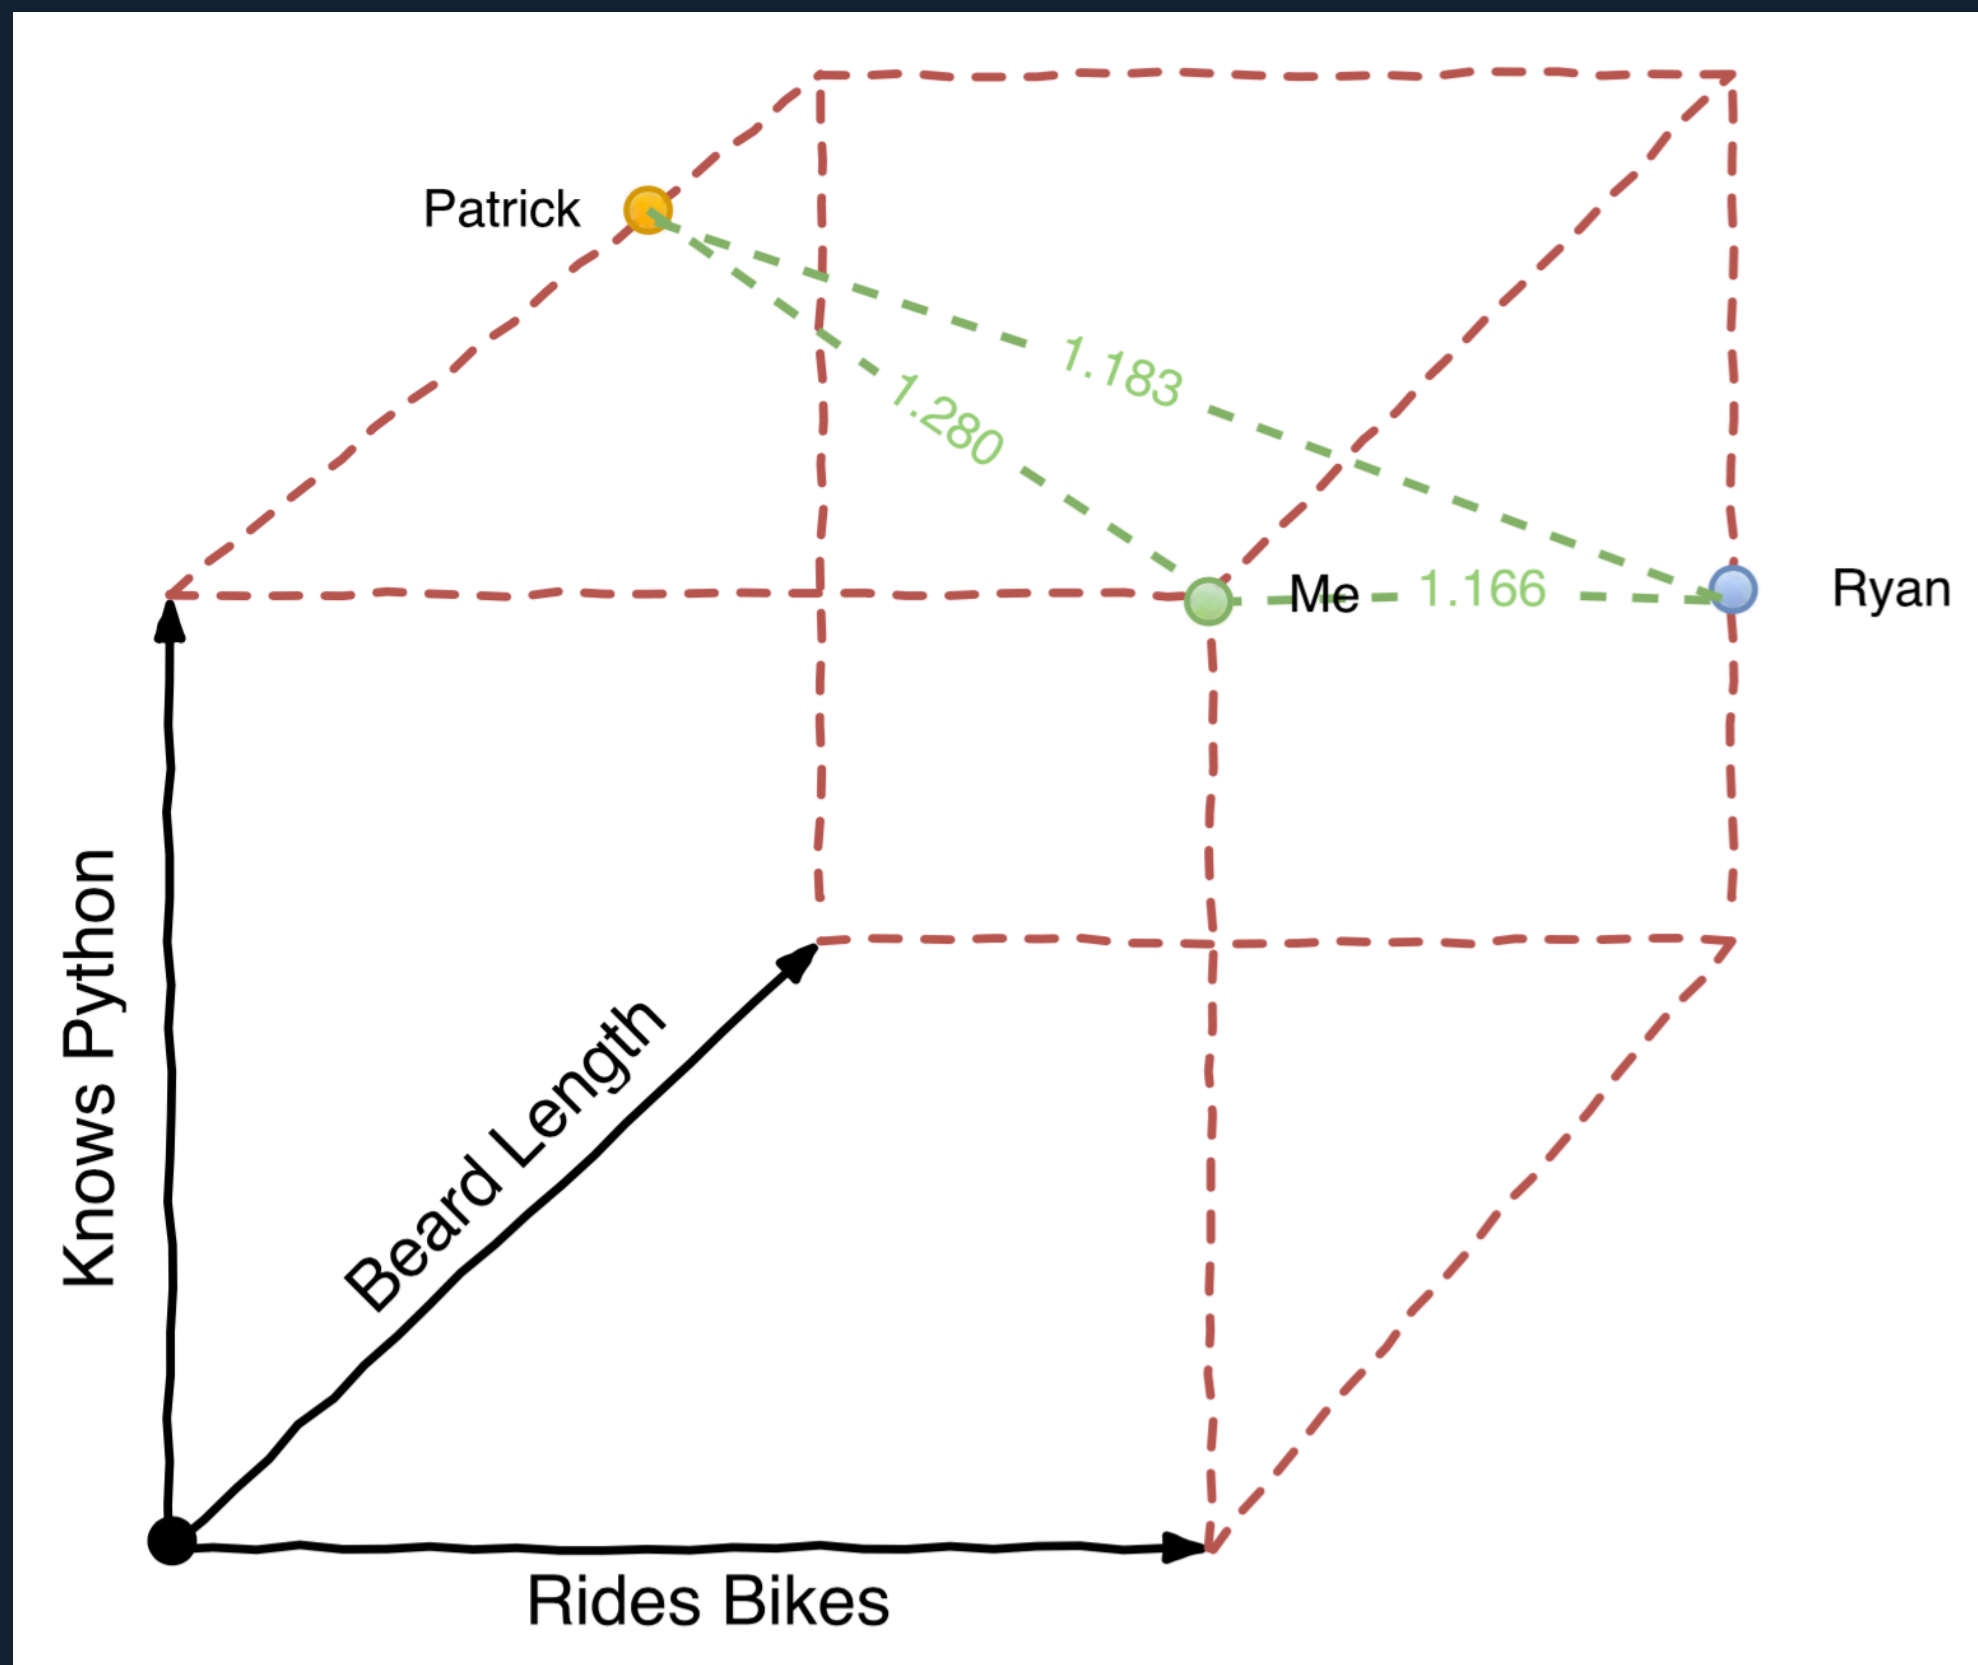 Patrick
1.183
1.280
Me
1.166
Ryan
Knows Python
Beard Length
Rides Bikes